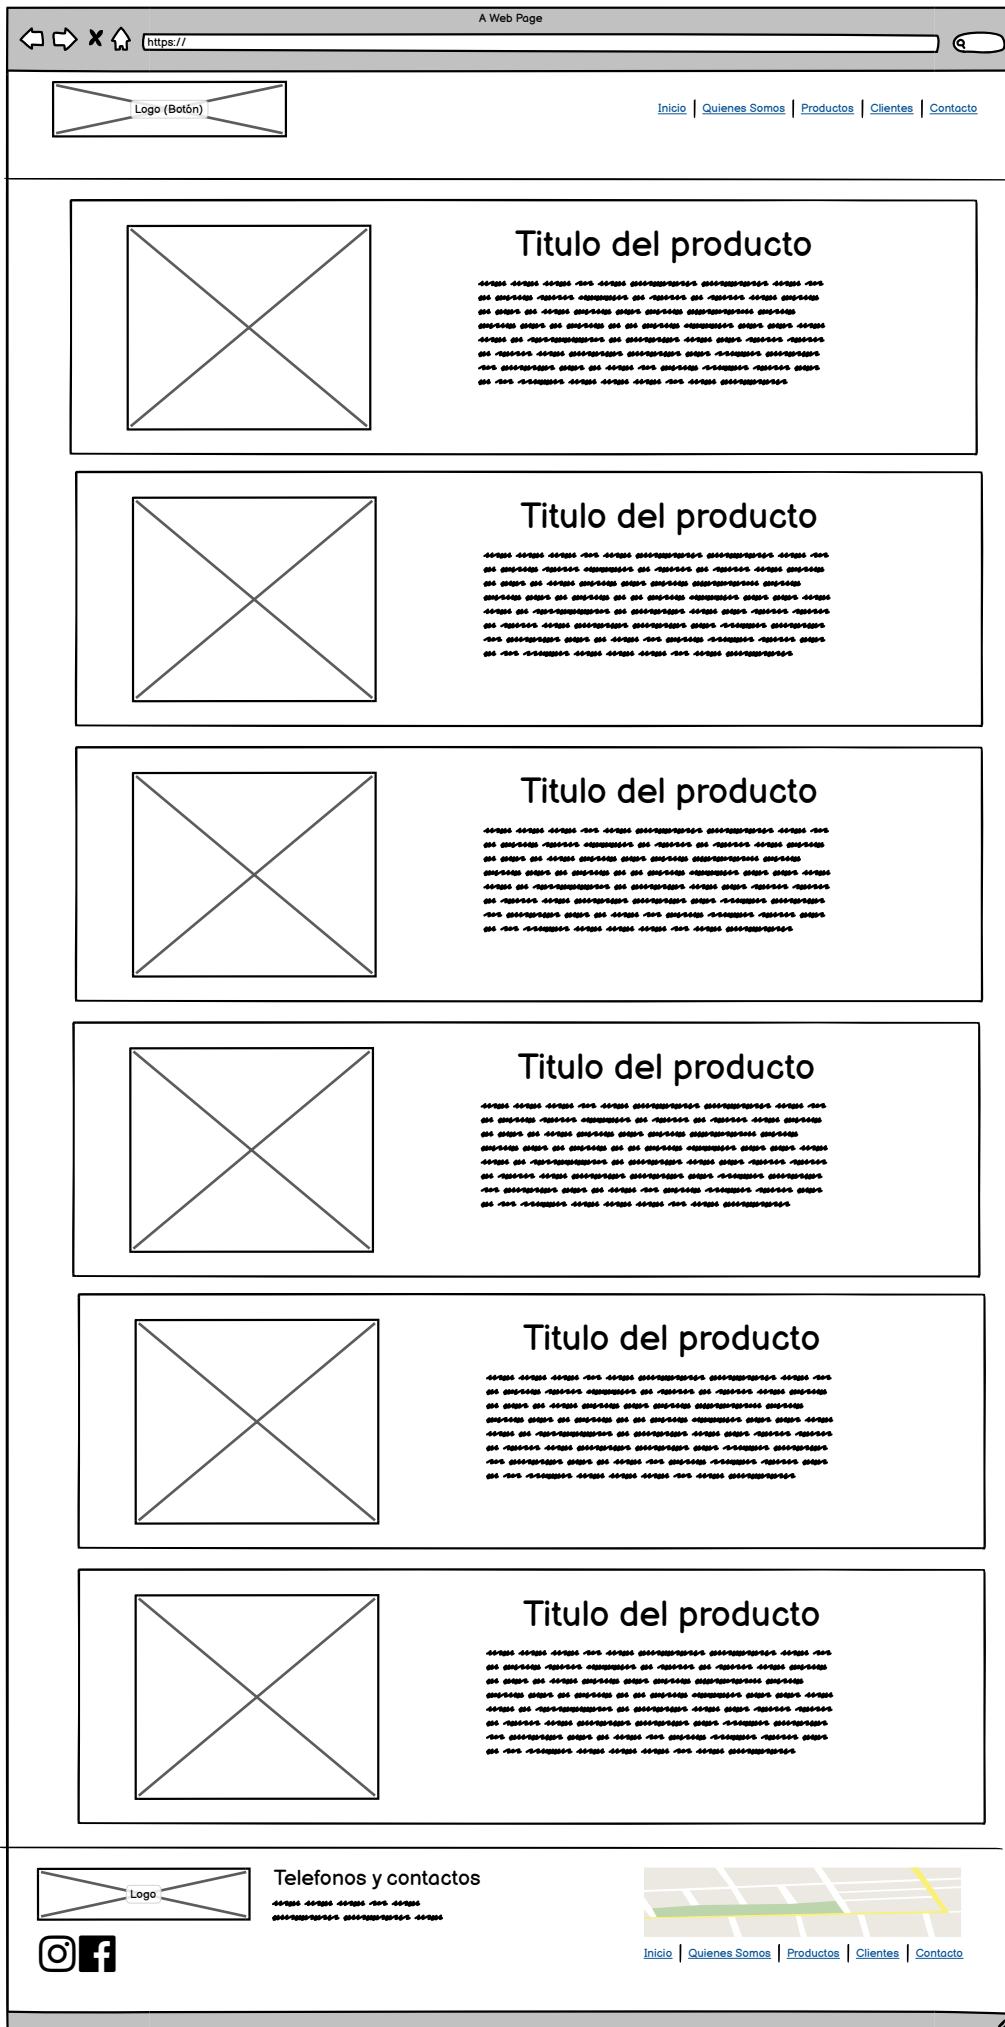 A Web Page
https://
Logo (Botón)
Inicio | Quienes Somos | Productos | Clientes | Contacto
Titulo del producto
Titulo del producto
Titulo del producto
Titulo del producto
Titulo del producto
Titulo del producto
Logo
Telefonos y contactos
Inicio | Quienes Somos | Productos | Clientes | Contacto